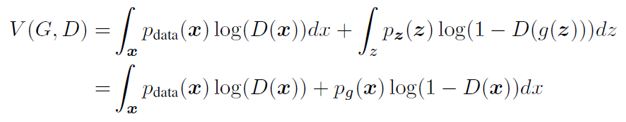 V(G, D) = ∫_x p_data(x) log(D(x))dx + ∫_z p_z(z) log(1 − D(g(z)))dz
= ∫_x p_data(x) log(D(x)) + p_g(x) log(1 − D(x))dx